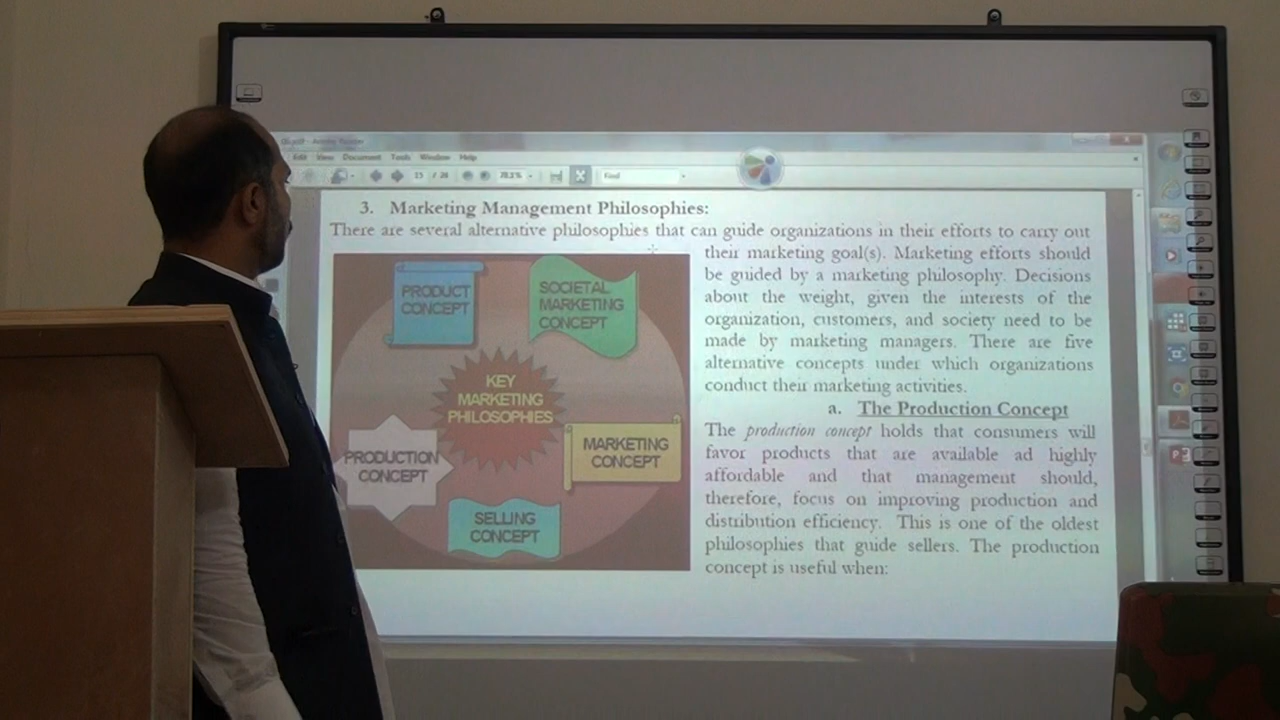 Edit View Document Tools Window Help
15 / 26 78.2% Find
3. Marketing Management Philosophies:
There are several alternative philosophies that can guide organizations in their efforts to carry out
their marketing goal(s). Marketing efforts should
be guided by a marketing philosophy. Decisions
about the weight, given the interests of the
organization, customers, and society need to be
made by marketing managers. There are five
alternative concepts under which organizations
conduct their marketing activities.
a. The Production Concept
The production concept holds that consumers will
favor products that are available ad highly
affordable and that management should,
therefore, focus on improving production and
distribution efficiency. This is one of the oldest
philosophies that guide sellers. The production
concept is useful when:
PRODUCT
CONCEPT
SOCIETAL
MARKETING
CONCEPT
KEY
MARKETING
PHILOSOPHIES
PRODUCTION
CONCEPT
MARKETING
CONCEPT
SELLING
CONCEPT